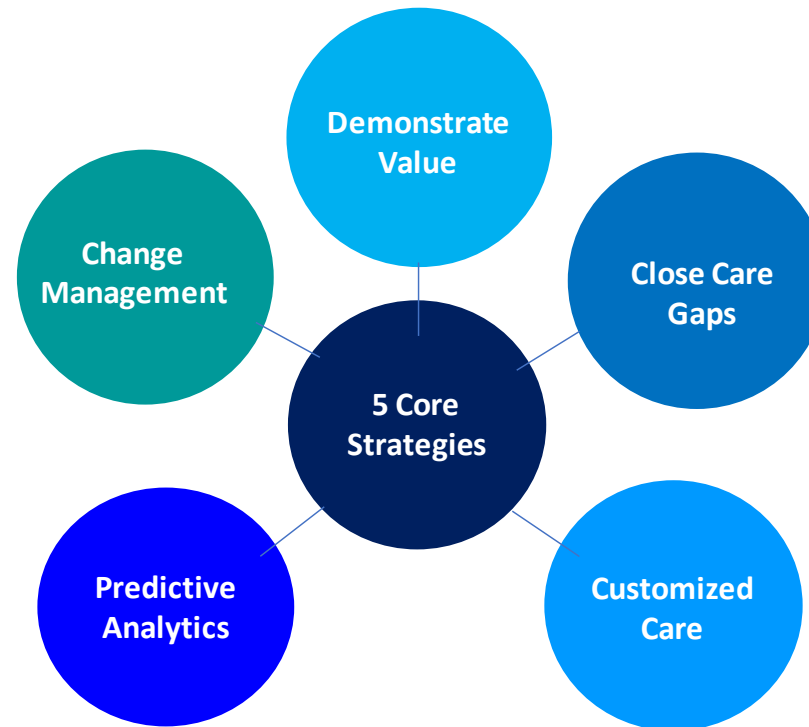 Demonstrate
Value
Change
Management
Close Care
Gaps
5 Core
Strategies
Predictive
Analytics
Customized
Care